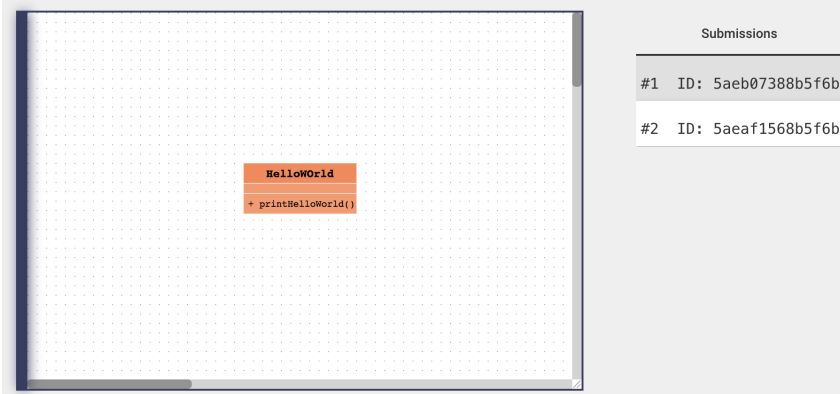 Submissions
#1 ID: 5aeb07388b5f6b
#2 ID: 5aeaf1568b5f6b
HelloWOrld
+ printHelloWorld()